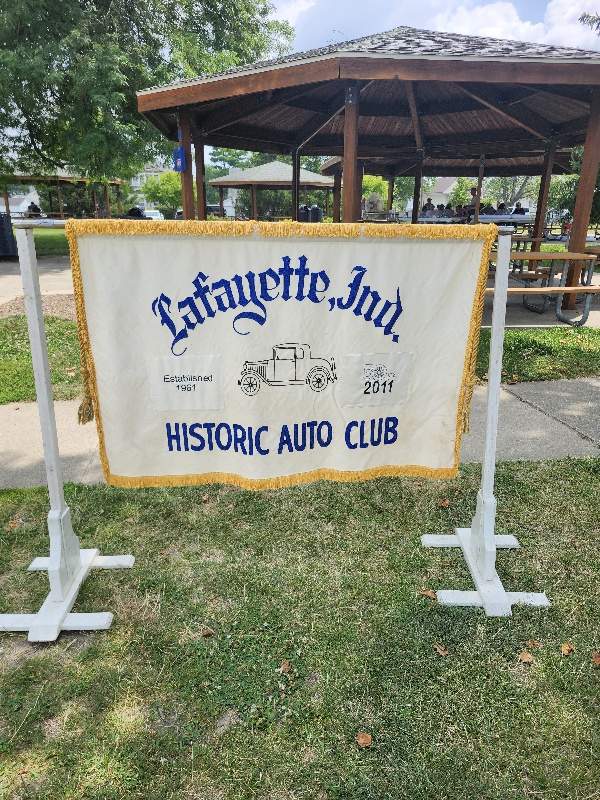 Lafayette, Ind.
Established
1961
2011
HISTORIC AUTO CLUB